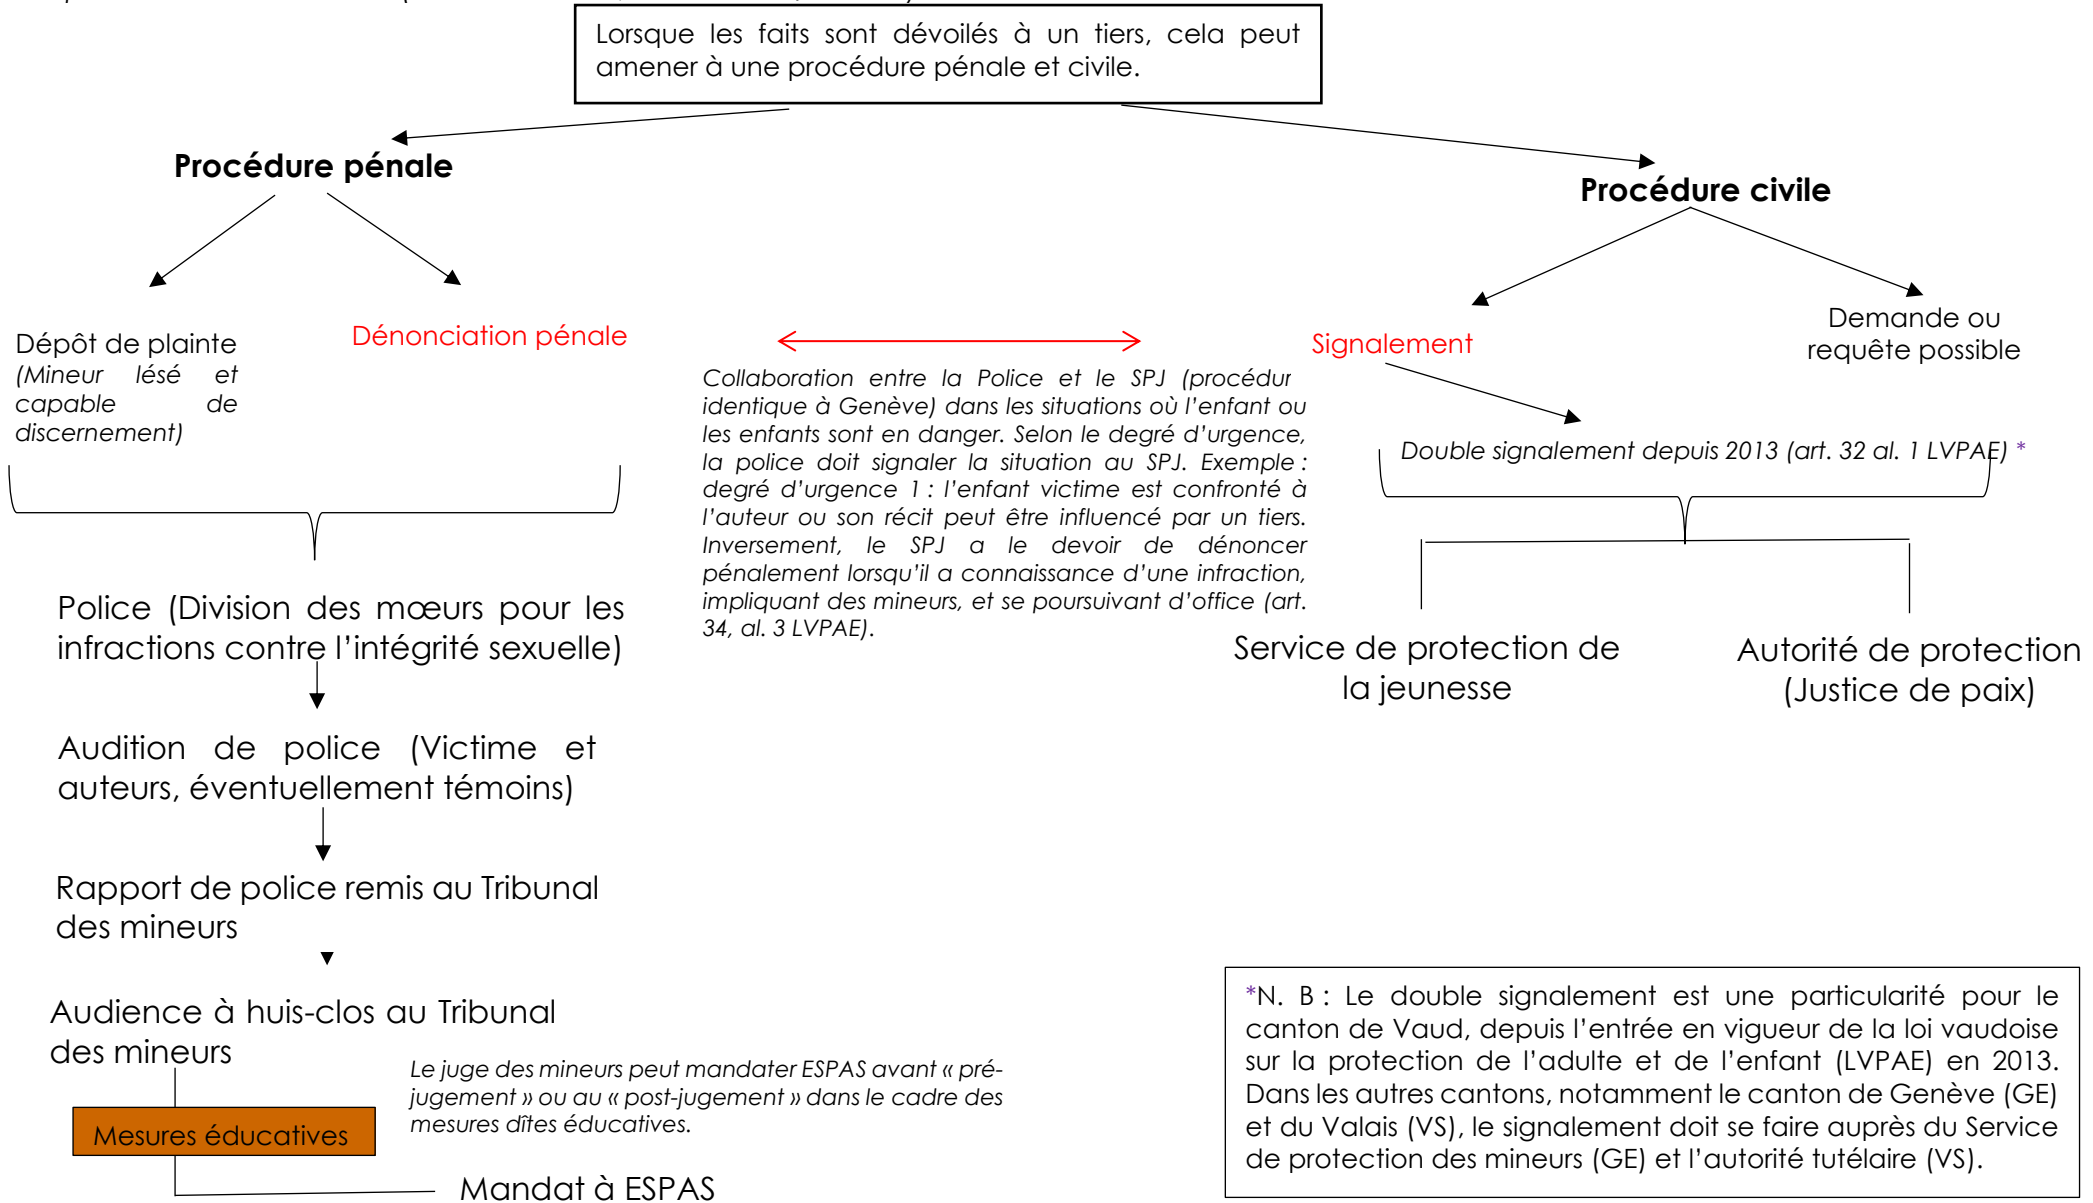 Lorsque les faits sont dévoilés à un tiers, cela peut
amener à une procédure pénale et civile.
Procédure pénale
Procédure civile
Dépôt de plainte
(Mineur lésé et
capable de
discernement)
Dénonciation pénale
Signalement
Demande ou
requête possible
Collaboration entre la Police et le SPJ (procédur
identique à Genève) dans les situations où l'enfant ou
les enfants sont en danger. Selon le degré d'urgence,
la police doit signaler la situation au SPJ. Exemple :
degré d'urgence 1 : l'enfant victime est confronté à
l'auteur ou son récit peut être influencé par un tiers.
Inversement, le SPJ a le devoir de dénoncer
pénalement lorsqu'il a connaissance d'une infraction,
impliquant des mineurs, et se poursuivant d'office (art.
34, al. 3 LVPAE).
Double signalement depuis 2013 (art. 32 al. 1 LVPAE) *
Police (Division des mœurs pour les
infractions contre l'intégrité sexuelle)
Service de protection de
la jeunesse
Autorité de protection
(Justice de paix)
Audition de police (Victime et
auteurs, éventuellement témoins)
Rapport de police remis au Tribunal
des mineurs
Audience à huis-clos au Tribunal
des mineurs
Le juge des mineurs peut mandater ESPAS avant « pré-
jugement » ou au « post-jugement » dans le cadre des
mesures dîtes éducatives.
Mesures éducatives
Mandat à ESPAS
*N. B : Le double signalement est une particularité pour le
canton de Vaud, depuis l'entrée en vigueur de la loi vaudoise
sur la protection de l'adulte et de l'enfant (LVPAE) en 2013.
Dans les autres cantons, notamment le canton de Genève (GE)
et du Valais (VS), le signalement doit se faire auprès du Service
de protection des mineurs (GE) et l'autorité tutélaire (VS).